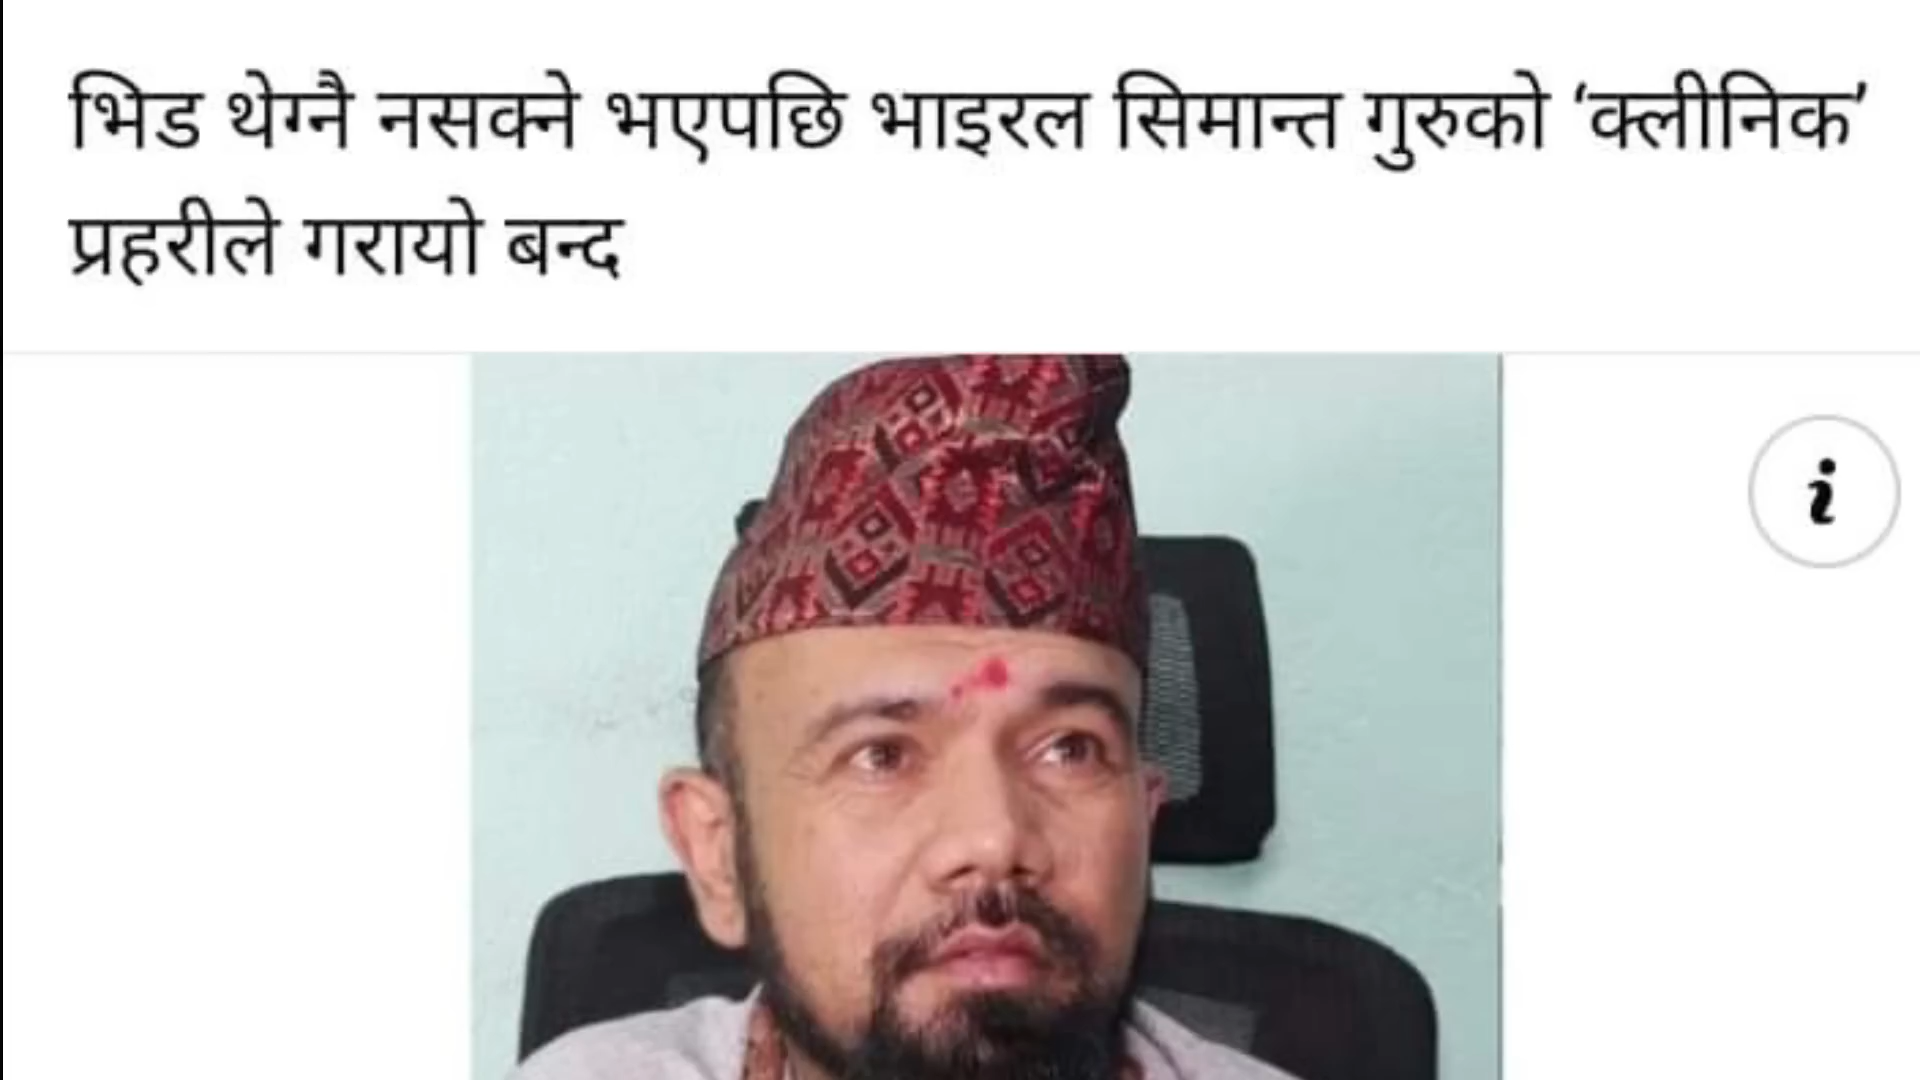 भिड थेग्नै नसक्ने भएपछि भाइरल सिमान्त गुरुको ‘क्लीनिक’
प्रहरीले गरायो बन्द
i